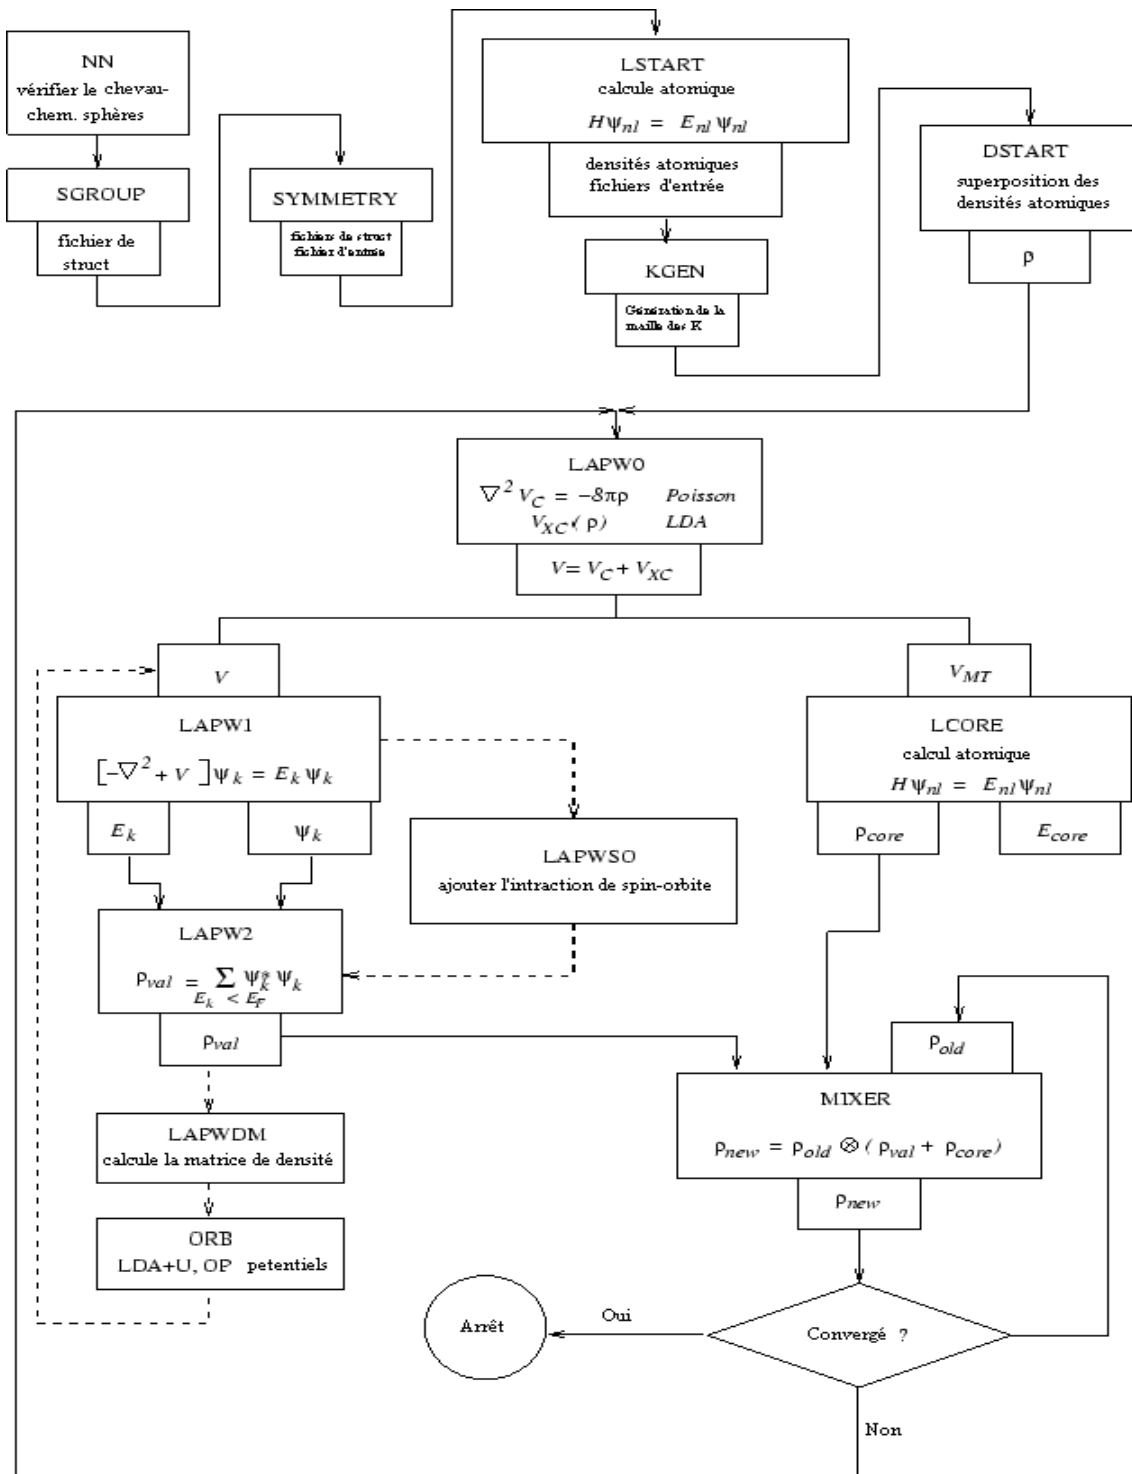 NN
vérifier le chevau-
chem. sphères
SGROUP
fichier de
struct
SYMMETRY
fichiers de struct
fichier d'entrée
LSTART
calcule atomique
Hψnl = Enl ψnl
densités atomiques
fichiers d'entrée
KGEN
Génération de la
maille des K
DSTART
superposition des
densités atomiques
ρ
LAPW0
∇² VC = −8πρ Poisson
VXC(ρ) LDA
V= VC + VXC
V
LAPW1
[−∇² + V ]ψk = Ek ψk
Ek
ψk
VMT
LCORE
calcul atomique
Hψnl = Enl ψnl
ρcore
Ecore
LAPWSO
ajouter l'intraction de spin-orbite
LAPW2
ρval = Σ ψk* ψk
Ek < EF
ρval
LAPWDM
calcule la matrice de densité
ORB
LDA+U, OP petentiels
ρold
MIXER
ρnew = ρold ⊗ (ρval + ρcore)
ρnew
Convergé ?
Oui
Arrêt
Non